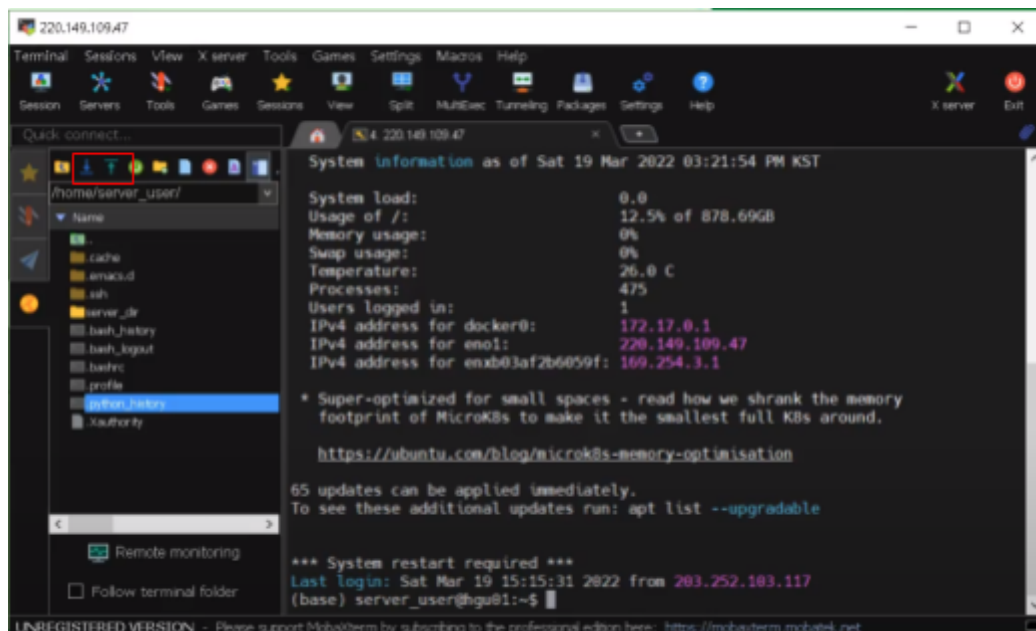 220.149.109.47
Terminal Sessions View X server Tools Games Settings Macros Help
Session Servers Tools Games Sessions View Split MultiExec Tunneling Packages Settings Help X server Exit
Quick connect...
4. 220.149.109.47
/home/server_user/
Name
..
.cache
.emacs.d
.ssh
server_dir
.bash_history
.bash_logout
.bashrc
.profile
.python_history
.Xauthority
Remote monitoring
Follow terminal folder
System information as of Sat 19 Mar 2022 03:21:54 PM KST
System load: 0.0
Usage of /: 12.5% of 878.69GB
Memory usage: 0%
Swap usage: 0%
Temperature: 26.0 C
Processes: 475
Users logged in: 1
IPv4 address for docker0: 172.17.0.1
IPv4 address for eno1: 220.149.109.47
IPv4 address for enxb03af2b6059f: 169.254.3.1
* Super-optimized for small spaces - read how we shrank the memory
footprint of MicroK8s to make it the smallest full K8s around.
https://ubuntu.com/blog/microk8s-memory-optimisation
65 updates can be applied immediately.
To see these additional updates run: apt list --upgradable
*** System restart required ***
Last login: Sat Mar 19 15:15:31 2022 from 203.252.103.117
(base) server_user@hgu01:~$
UNREGISTERED VERSION - Please support MobaXterm by subscribing to the professional edition here: https://mobaxterm.mobatek.net